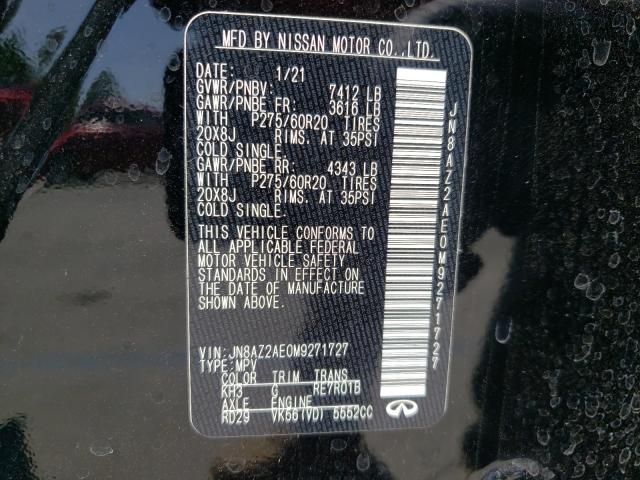 MFD BY NISSAN MOTOR CO.,LTD.
DATE: 1/21
GVWR/PNBV: 7412 LB
GAWR/PNBE FR: 3616 LB
WITH P275/60R20 TIRES
20X8J RIMS. AT 35PSI
COLD SINGLE.
GAWR/PNBE RR: 4343 LB
WITH P275/60R20 TIRES
20X8J RIMS. AT 35PSI
COLD SINGLE.
THIS VEHICLE CONFORMS TO
ALL APPLICABLE FEDERAL
MOTOR VEHICLE SAFETY
STANDARDS IN EFFECT ON
THE DATE OF MANUFACTURE
SHOWN ABOVE.
VIN: JN8AZ2AE0M9271727
TYPE: MPV
COLOR TRIM TRANS
KH3 G RE7R01B
AXLE ENGINE
RD29 VK56(VD) 5552CC
JN8AZ2AE0M9271727